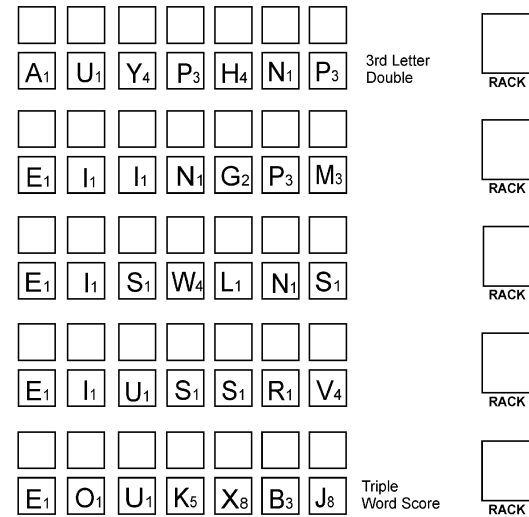 A1 U1 Y4 P3 H4 N1 P3 3rd Letter
Double
RACK
E1 I1 I1 N1 G2 P3 M3
RACK
E1 I1 S1 W4 L1 N1 S1
RACK
E1 I1 U1 S1 S1 R1 V4
RACK
E1 O1 U1 K5 X8 B3 J8 Triple
Word Score
RACK